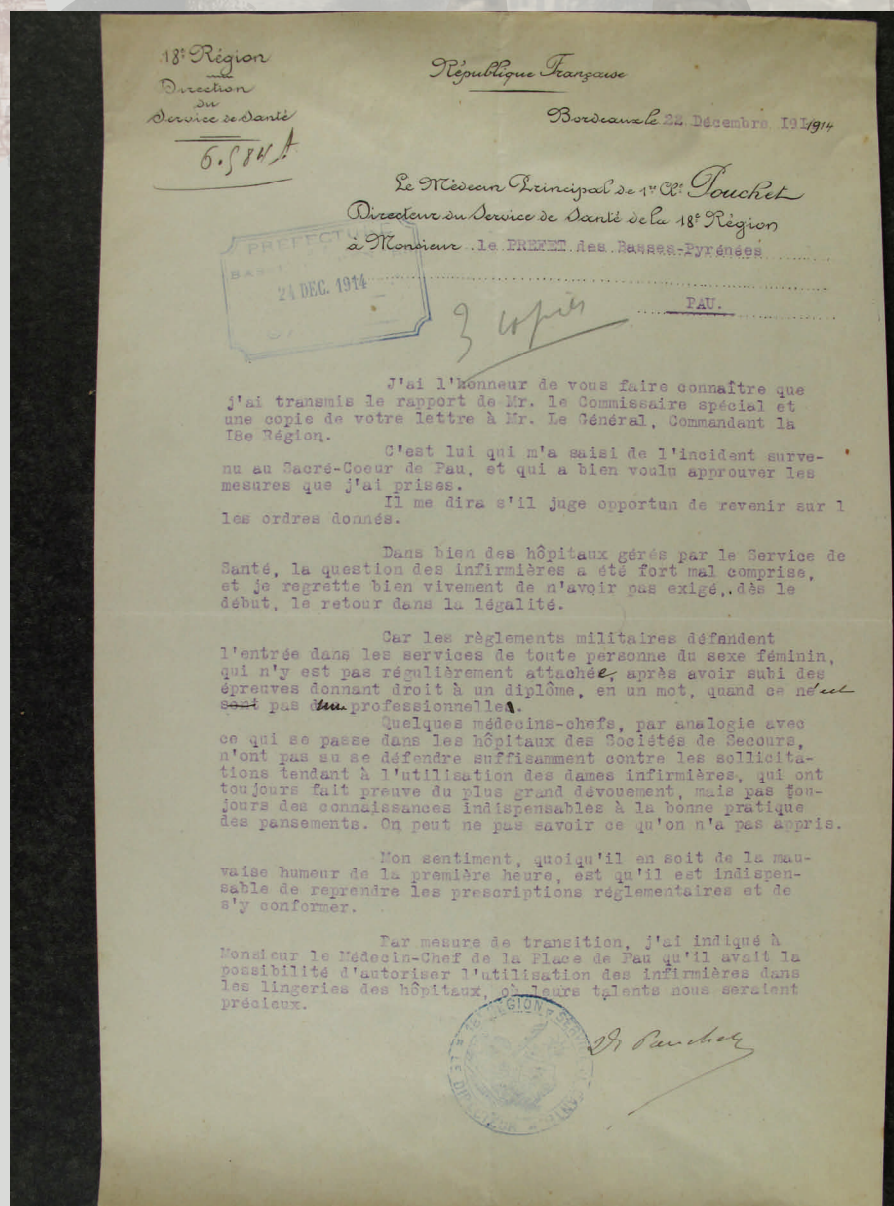 18e Région
Direction
du
Service de Santé
6.584 A
République Française
Bordeaux le 22 Décembre 191 1914
Le Médecin Principal de 1re Cl. Pouchet
Directeur du Service de Santé de la 18e Région
à Monsieur le PREFET des Basses-Pyrénées
PAU.
PREFECTURE
24 DEC. 1914
3 copies
J'ai l'honneur de vous faire connaître que
j'ai transmis le rapport de Mr. le Commissaire spécial et
une copie de votre lettre à Mr. Le Général, Commandant la
I8e Région.
C'est lui qui m'a saisi de l'incident surve-
nu au Sacré-Coeur de Pau, et qui a bien voulu approuver les
mesures que j'ai prises.
Il me dira s'il juge opportun de revenir sur l
les ordres donnés.
Dans bien des hôpitaux gérés par le Service de
Santé, la question des infirmières a été fort mal comprise,
et je regrette bien vivement de n'avoir pas exigé, dès le
début, le retour dans la légalité.
Car les règlements militaires défendent
l'entrée dans les services de toute personne du sexe féminin,
qui n'y est pas régulièrement attachée, après avoir subi des
épreuves donnant droit à un diplôme, en un mot, quand ce n'est
sont pas une professionnelle.
Quelques médecins-chefs, par analogie avec
ce qui se passe dans les hôpitaux des Sociétés de Secours,
n'ont pas su se défendre suffisamment contre les sollicita-
tions tendant à l'utilisation des dames infirmières, qui ont
toujours fait preuve du plus grand dévouement, mais pas tou-
jours des connaissances indispensables à la bonne pratique
des pansements. On peut ne pas savoir ce qu'on n'a pas appris.
Mon sentiment, quoiqu'il en soit de la mau-
vaise humeur de la première heure, est qu'il est indispen-
sable de reprendre les prescriptions réglementaires et de
s'y conformer.
Par mesure de transition, j'ai indiqué à
Monsieur le Médecin-Chef de la Place de Pau qu'il avait la
possibilité d'autoriser l'utilisation des infirmières dans
les lingeries des hôpitaux, où leurs talents nous seraient
précieux.
Dr Pouchet